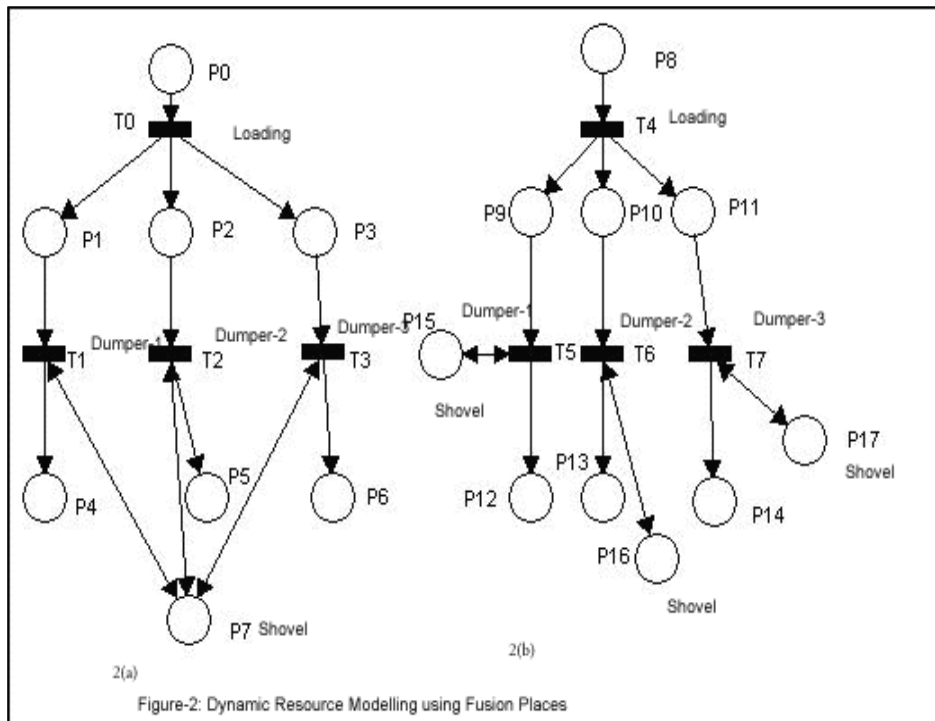 P0
P8
T0
Loading
T4
Loading
P1
P2
P3
P9
P10
P11
Dumper-1
Dumper-2
Dumper-3
P15
Dumper-1
Dumper-2
Dumper-3
T1
T2
T3
T5
T6
T7
Shovel
P4
P5
P6
P12
P13
P14
P17
Shovel
P16
Shovel
P7
Shovel
2(a)
2(b)
Figure-2: Dynamic Resource Modelling using Fusion Places